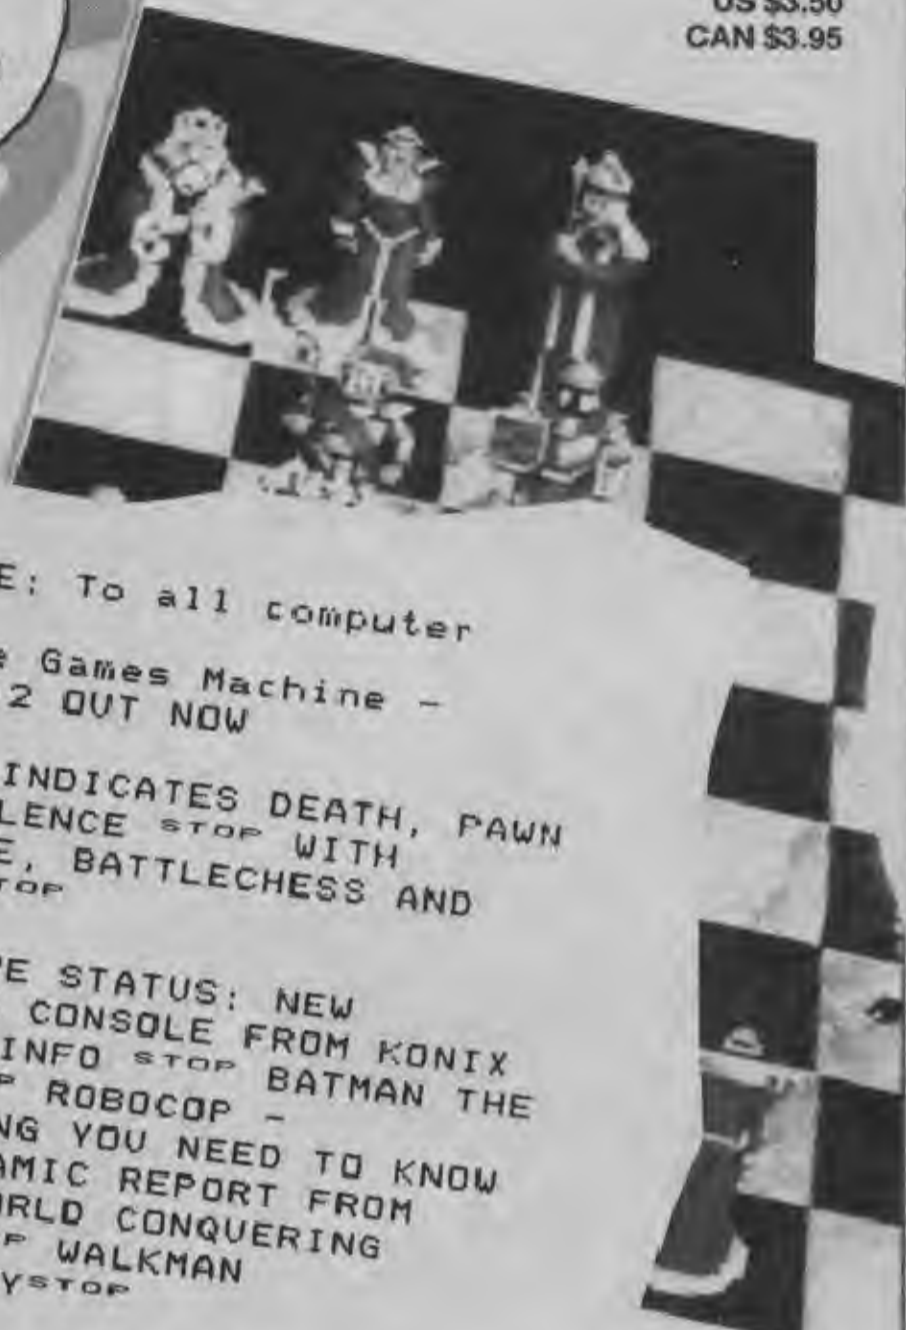 US $3.50
CAN $3.95
E: To all computer
e Games Machine –
2 OUT NOW
INDICATES DEATH, PAWN
LENCE STOP WITH
E, BATTLECHESS AND
TOP
PE STATUS: NEW
CONSOLE FROM KONIX
INFO STOP BATMAN THE
P ROBOCOP –
NG YOU NEED TO KNOW
AMIC REPORT FROM
RLD CONQUERING
P WALKMAN
YSTOP